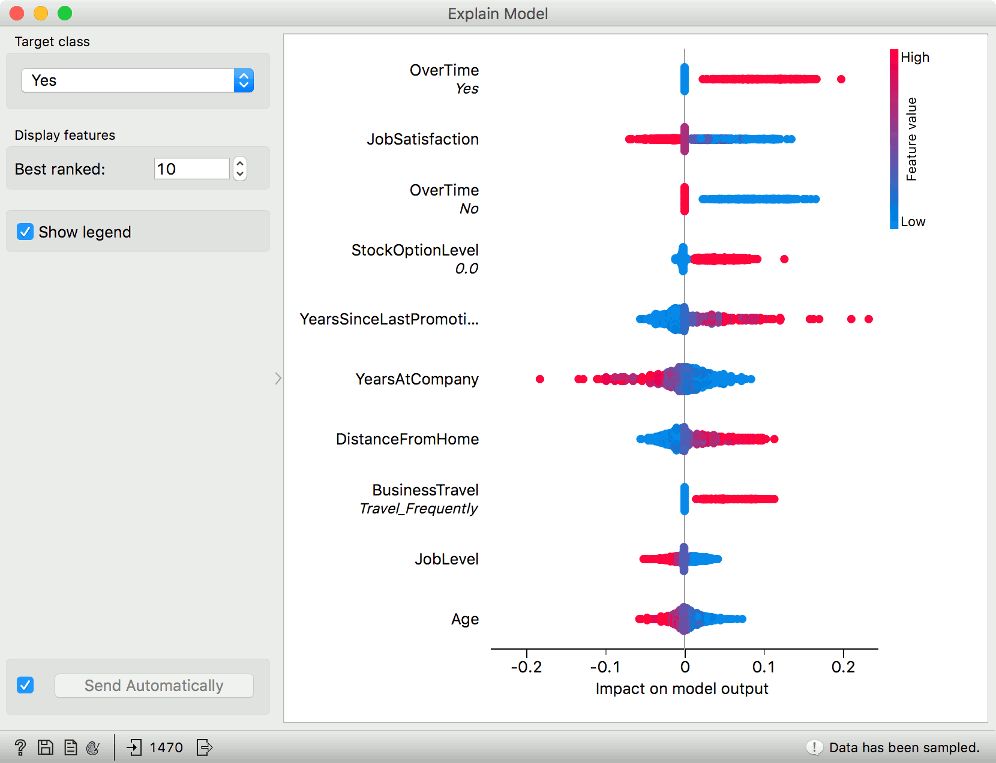 Explain Model
Target class
Yes
Display features
Best ranked:
10
Show legend
Send Automatically
OverTime
Yes
JobSatisfaction
OverTime
No
StockOptionLevel
0.0
YearsSinceLastPromoti...
YearsAtCompany
DistanceFromHome
BusinessTravel
Travel_Frequently
JobLevel
Age
High
Feature value
Low
-0.2
-0.1
0
0.1
0.2
Impact on model output
? 1470
! Data has been sampled.